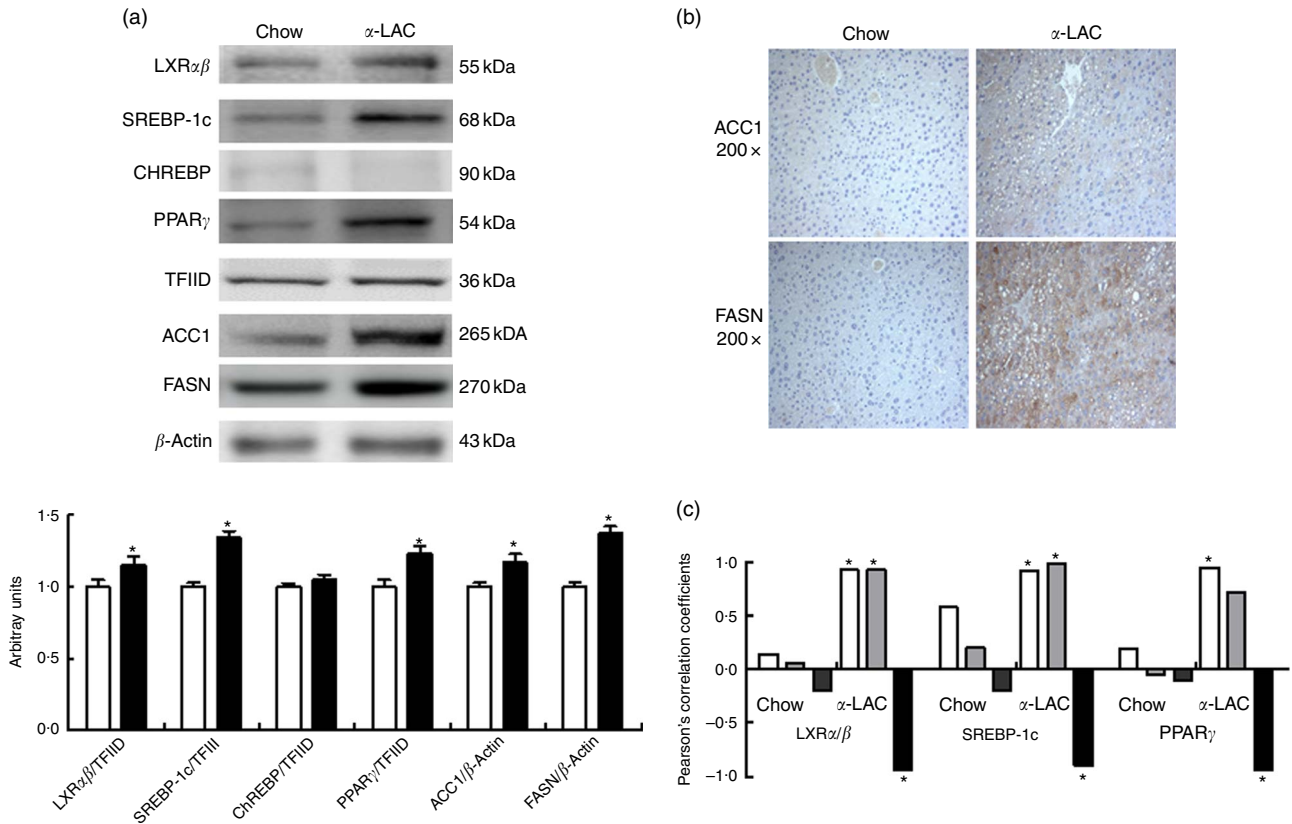 (a)
Chow α-LAC
LXRαβ 55 kDa
SREBP-1c 68 kDa
CHREBP 90 kDa
PPARγ 54 kDa
TFIID 36 kDa
ACC1 265 kDA
FASN 270 kDa
β-Actin 43 kDa
1·5
1·0
0·5
0·0
Arbitray units
* * * * *
LXRαβ/TFIID
SREBP-1c/TFIII
ChREBP/TFIID
PPARγ/TFIID
ACC1/β-Actin
FASN/β-Actin
(b)
Chow α-LAC
ACC1
200 ×
FASN
200 ×
(c)
1·0
0·5
0·0
−0·5
−1·0
Pearson's correlation coefficients
* * * * *
Chow α-LAC Chow α-LAC Chow α-LAC
LXRα/β SREBP-1c PPARγ
* * *